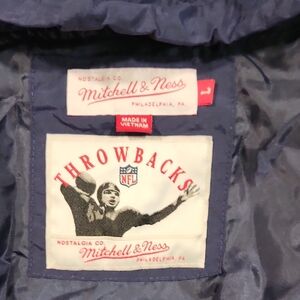 NOSTALGIA CO.
Mitchell & Ness
PHILADELPHIA, PA.
MADE IN
VIETNAM
THROWBACKS
NFL
NOSTALGIA CO.
Mitchell & Ness
PHILADELPHIA, PA.